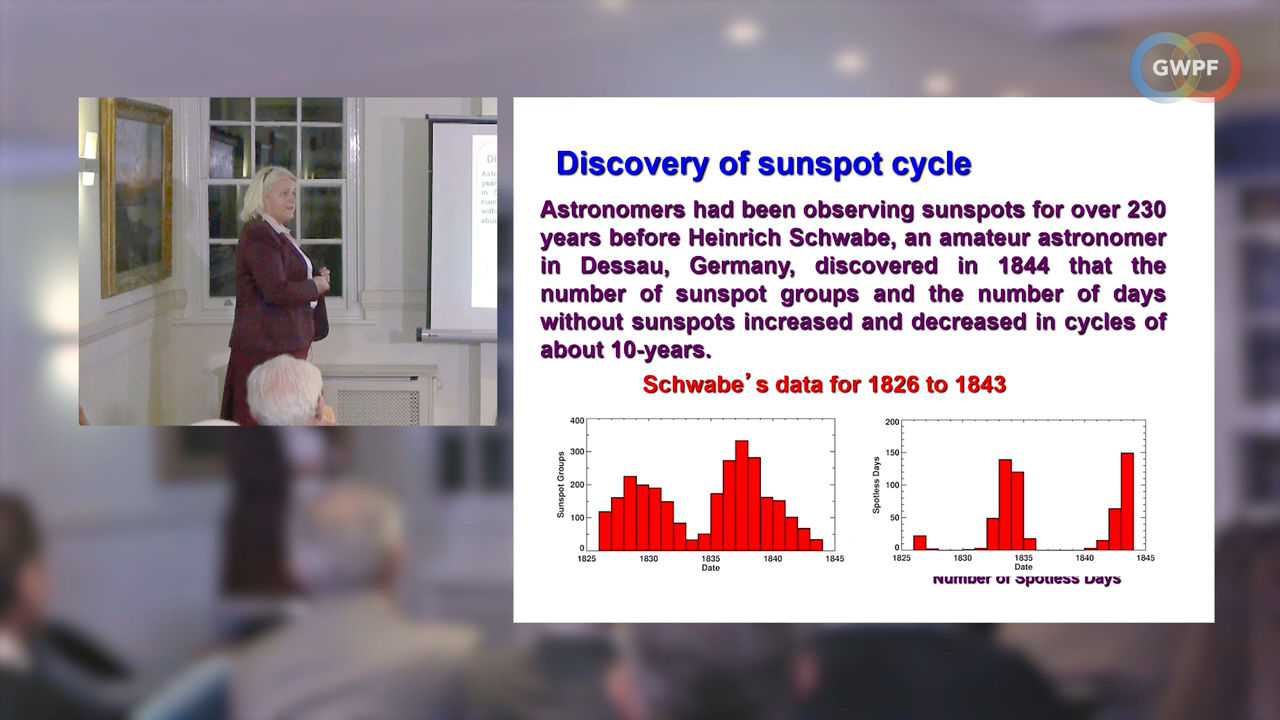 GWPF
Discovery of sunspot cycle
Astronomers had been observing sunspots for over 230
years before Heinrich Schwabe, an amateur astronomer
in Dessau, Germany, discovered in 1844 that the
number of sunspot groups and the number of days
without sunspots increased and decreased in cycles of
about 10-years.
Schwabe’s data for 1826 to 1843
Sunspot Groups
400
300
200
100
0
1825 1830 1835 1840 1845
Date
Spotless Days
200
150
100
50
0
1825 1830 1835 1840 1845
Date
Number of Spotless Days